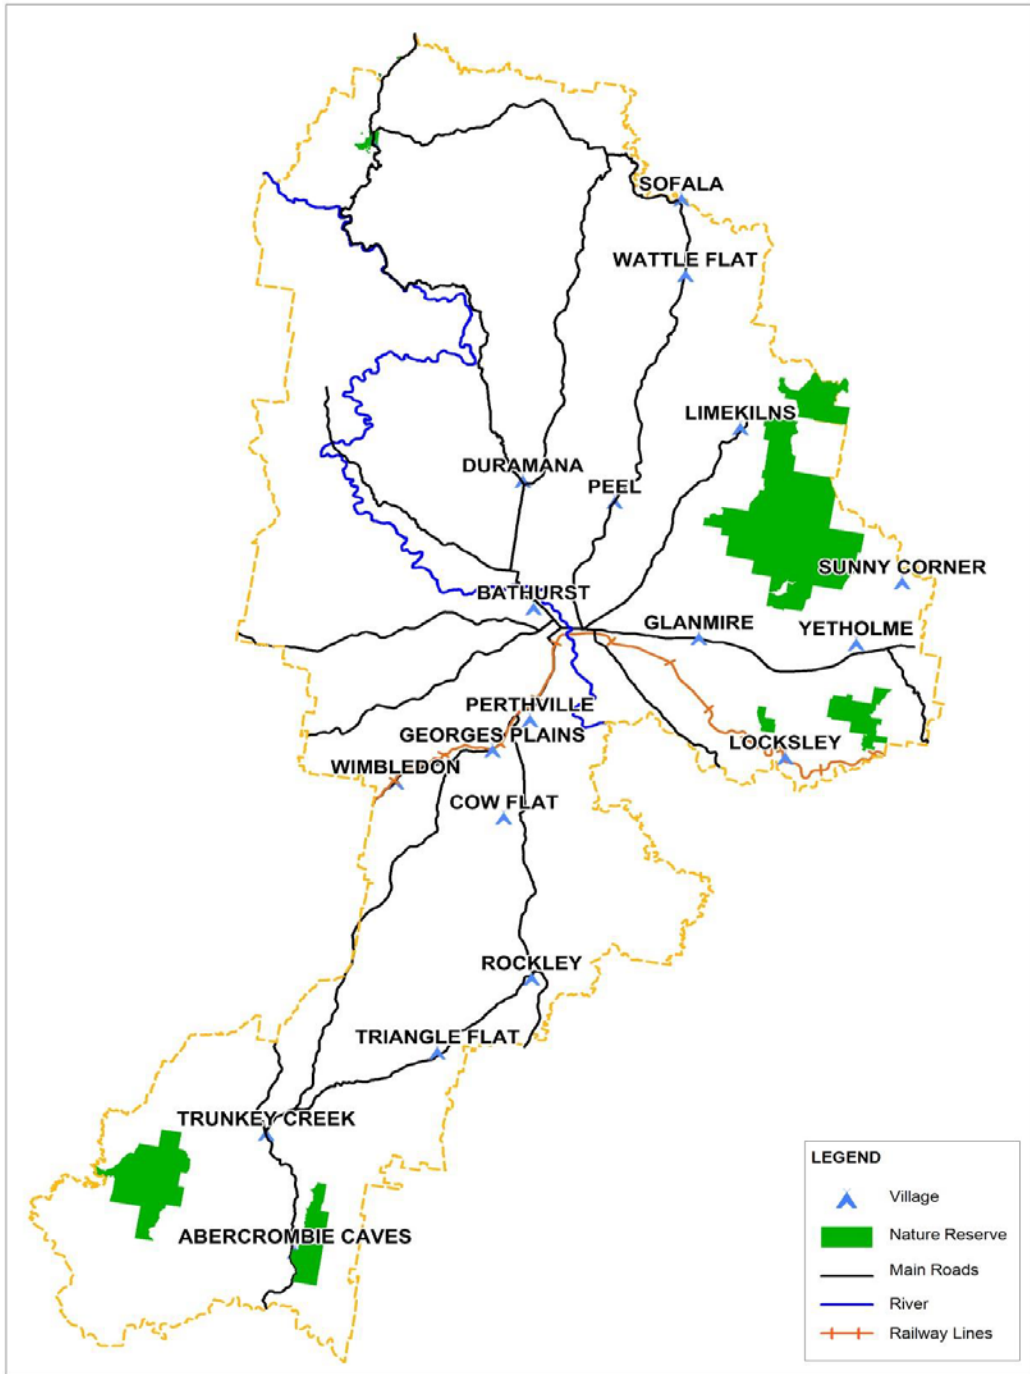 SOFALA
WATTLE FLAT
LIMEKILNS
DURAMANA
PEEL
SUNNY CORNER
BATHURST
GLANMIRE
YETHOLME
PERTHVILLE
GEORGES PLAINS
LOCKSLEY
WIMBLEDON
COW FLAT
ROCKLEY
TRIANGLE FLAT
TRUNKEY CREEK
ABERCROMBIE CAVES
LEGEND
Village
Nature Reserve
Main Roads
River
Railway Lines